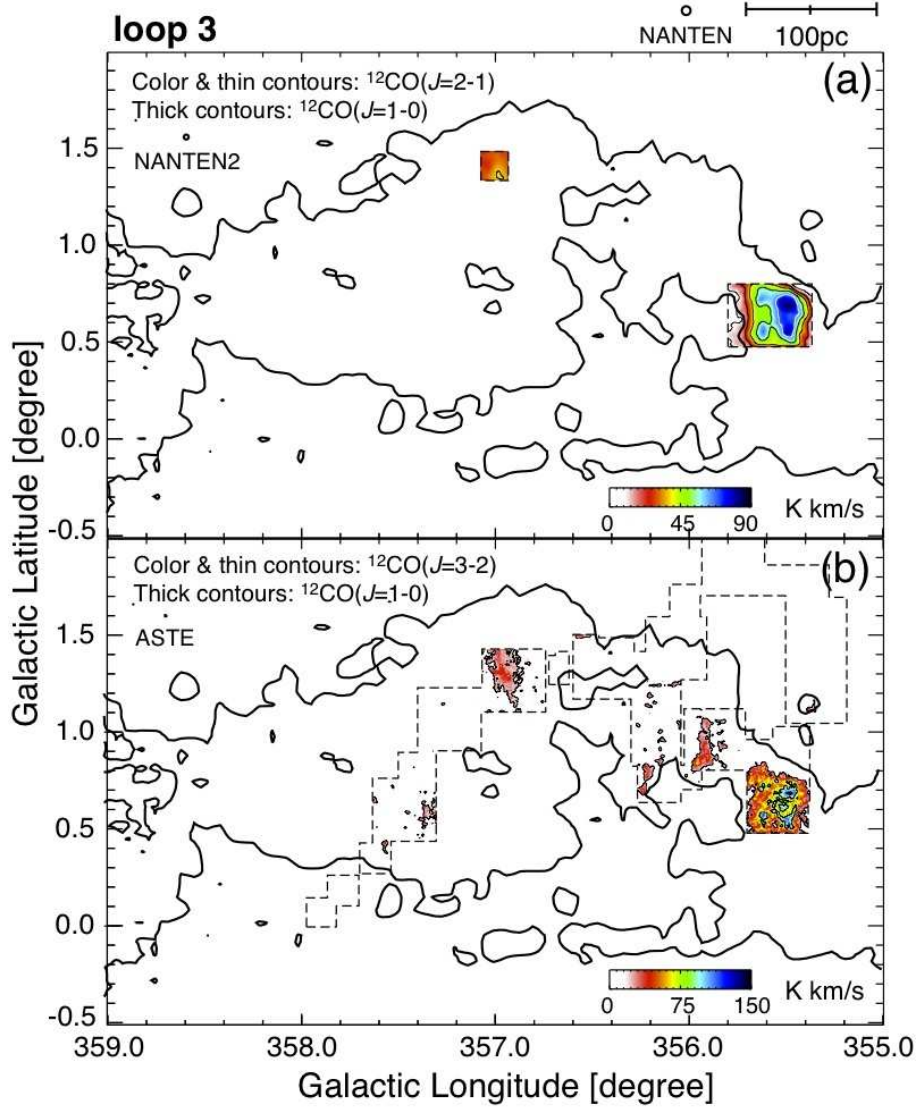 loop 3
NANTEN
100pc
(a)
Color & thin contours: ¹²CO(J=2-1)
Thick contours: ¹²CO(J=1-0)
NANTEN2
1.5
1.0
0.5
0.0
-0.5
0 45 90 K km/s
(b)
Color & thin contours: ¹²CO(J=3-2)
Thick contours: ¹²CO(J=1-0)
ASTE
1.5
1.0
0.5
0.0
-0.5
0 75 150 K km/s
359.0 358.0 357.0 356.0 355.0
Galactic Longitude [degree]
Galactic Latitude [degree]